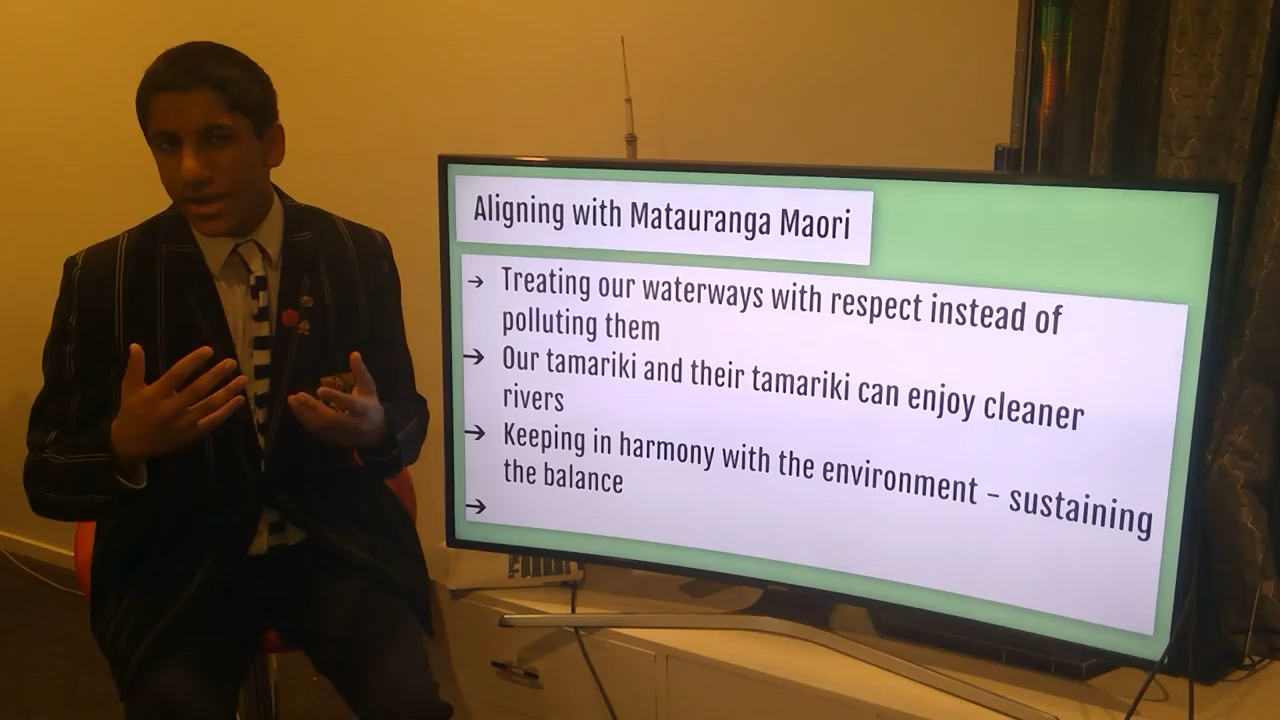 Aligning with Matauranga Maori
→ Treating our waterways with respect instead of
polluting them
→ Our tamariki and their tamariki can enjoy cleaner
rivers
→ Keeping in harmony with the environment – sustaining
the balance
→